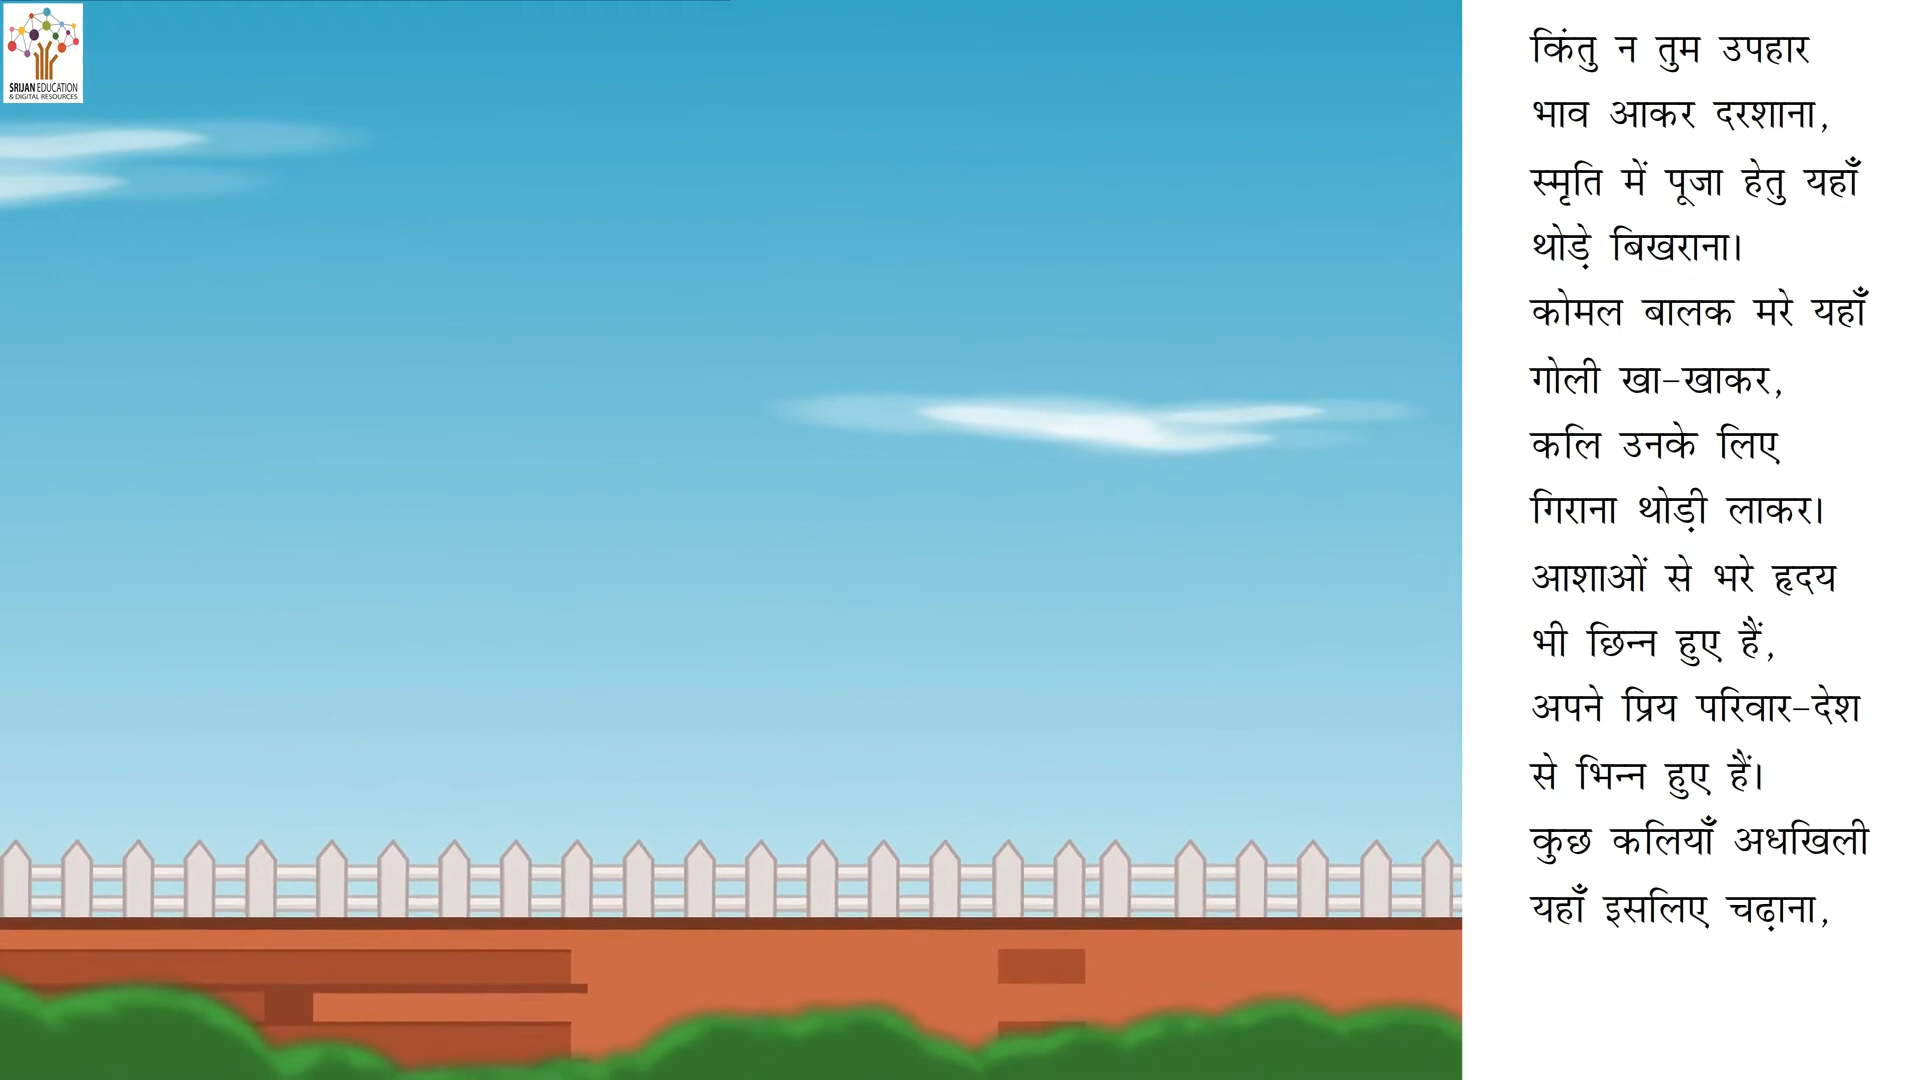 SRIJAN EDUCATION
& DIGITAL RESOURCES
किंतु न तुम उपहार
भाव आकर दरशाना,
स्मृति में पूजा हेतु यहाँ
थोड़े बिखराना।
कोमल बालक मरे यहाँ
गोली खा-खाकर,
कलि उनके लिए
गिराना थोड़ी लाकर।
आशाओं से भरे हृदय
भी छिन्न हुए हैं,
अपने प्रिय परिवार-देश
से भिन्न हुए हैं।
कुछ कलियाँ अधखिली
यहाँ इसलिए चढ़ाना,